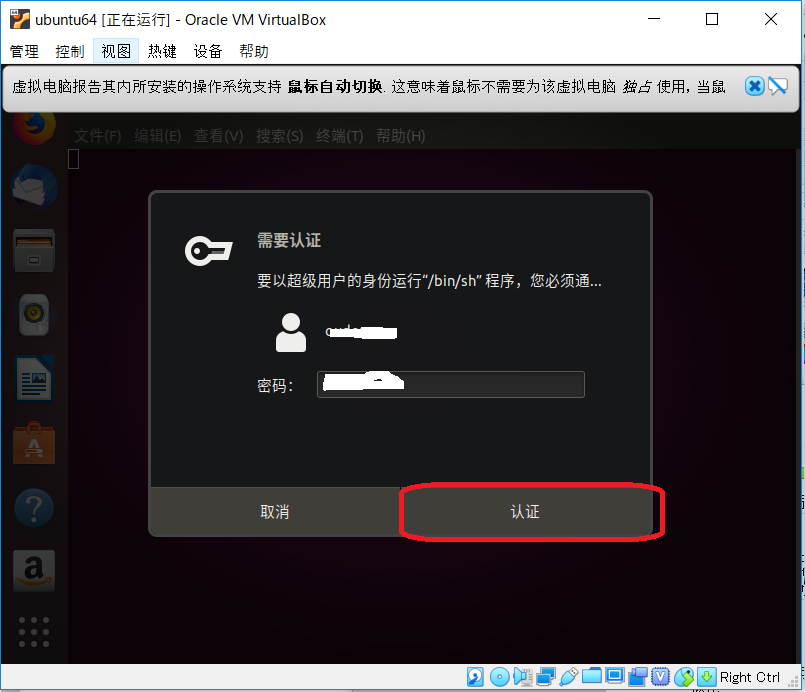 ubuntu64 [正在运行] - Oracle VM VirtualBox
管理 控制 视图 热键 设备 帮助
虚拟电脑报告其内所安装的操作系统支持 鼠标自动切换. 这意味着鼠标不需要为该虚拟电脑 独占 使用, 当鼠
文件(F) 编辑(E) 查看(V) 搜索(S) 终端(T) 帮助(H)
需要认证
要以超级用户的身份运行“/bin/sh” 程序，您必须通...
密码：
取消 认证
Right Ctrl